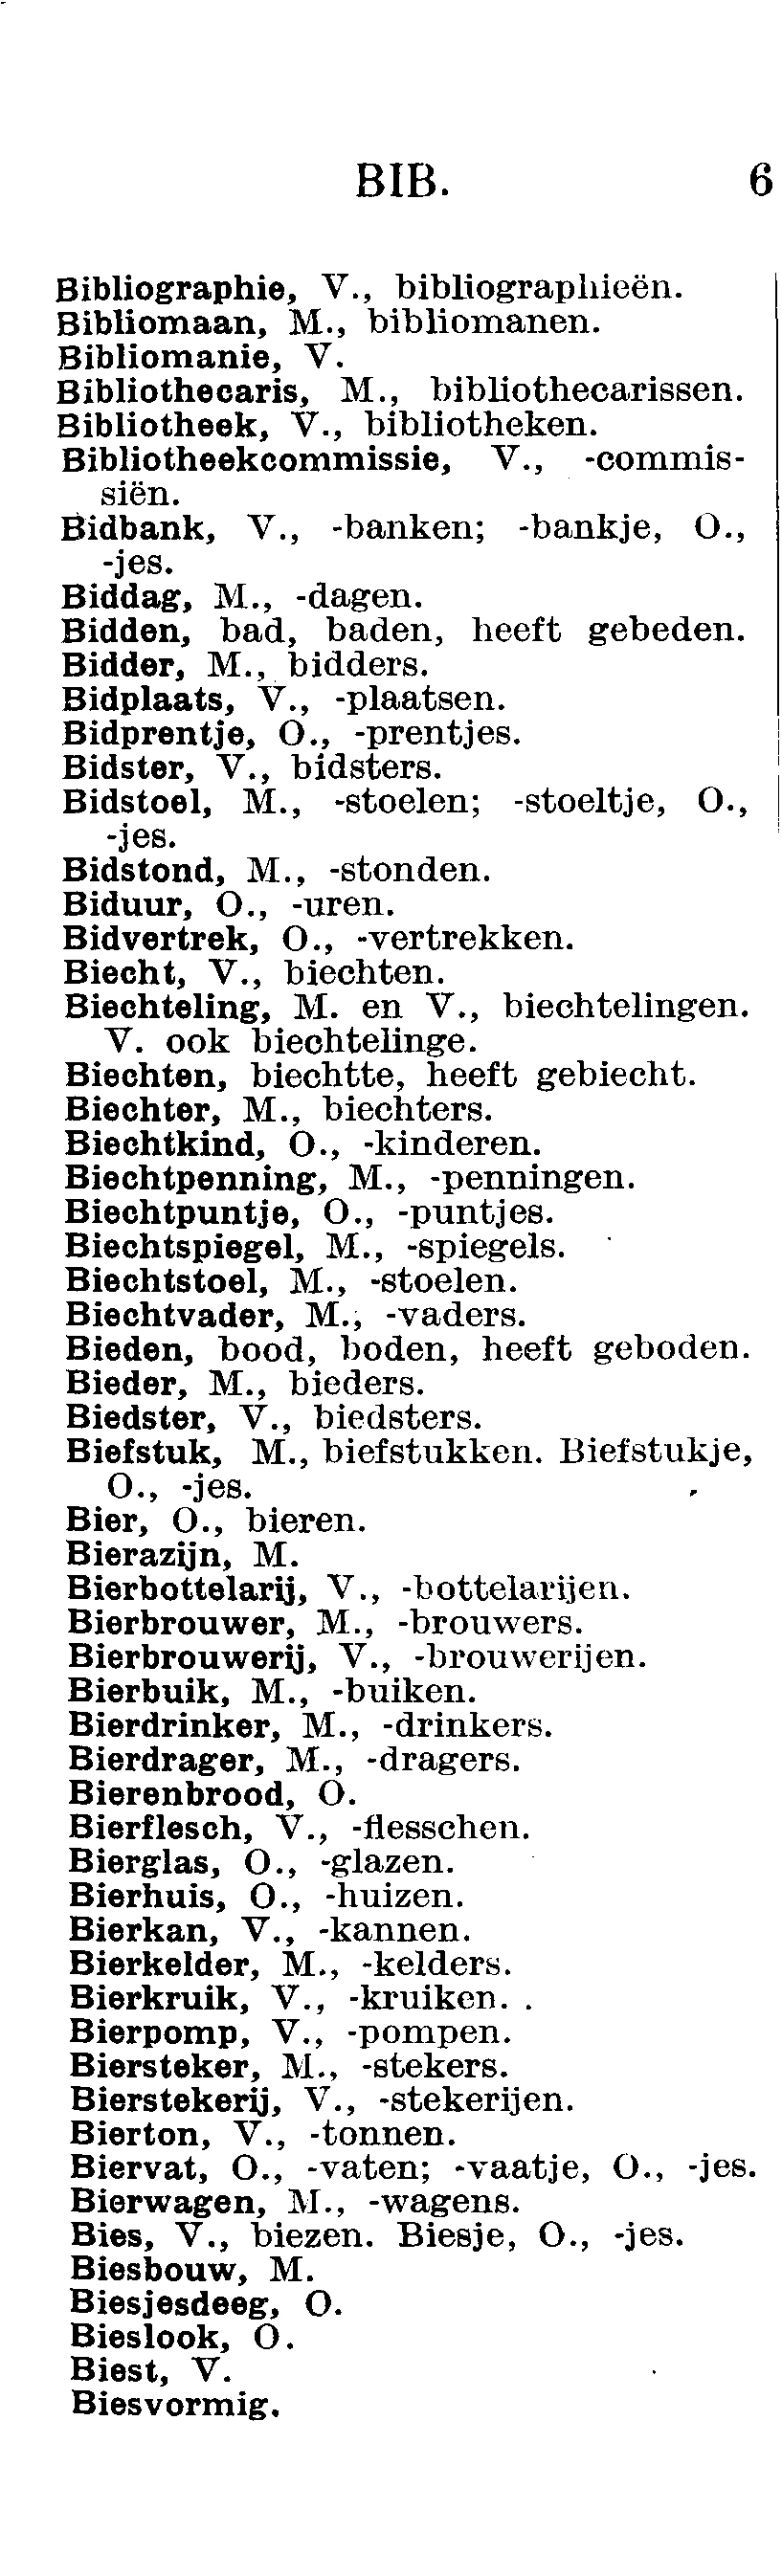 BIB. 6
Bibliographie, V., bibliographieën.
Bibliomaan, M., bibliomanen.
Bibliomanie, V.
Bibliothecaris, M., bibliothecarissen.
Bibliotheek, V., bibliotheken.
Bibliotheekcommissie, V., -commis-
siën.
Bidbank, V., -banken; -bankje, O.,
-jes.
Biddag, M., -dagen.
Bidden, bad, baden, heeft gebeden.
Bidder, M., bidders.
Bidplaats, V., -plaatsen.
Bidprentje, O., -prentjes.
Bidster, V., bidsters.
Bidstoel, M., -stoelen; -stoeltje, O.,
-jes.
Bidstond, M., -stonden.
Biduur, O., -uren.
Bidvertrek, O., -vertrekken.
Biecht, V., biechten.
Biechteling, M. en V., biechtelingen.
V. ook biechtelinge.
Biechten, biechtte, heeft gebiecht.
Biechter, M., biechters.
Biechtkind, O., -kinderen.
Biechtpenning, M., -penningen.
Biechtpuntje, O., -puntjes.
Biechtspiegel, M., -spiegels.
Biechtstoel, M., -stoelen.
Biechtvader, M., -vaders.
Bieden, bood, boden, heeft geboden.
Bieder, M., bieders.
Biedster, V., biedsters.
Biefstuk, M., biefstukken. Biefstukje,
O., -jes.
Bier, O., bieren.
Bierazijn, M.
Bierbottelarij, V., -bottelarijen.
Bierbrouwer, M., -brouwers.
Bierbrouwerij, V., -brouwerijen.
Bierbuik, M., -buiken.
Bierdrinker, M., -drinkers.
Bierdrager, M., -dragers.
Bierenbrood, O.
Bierflesch, V., -flesschen.
Bierglas, O., -glazen.
Bierhuis, O., -huizen.
Bierkan, V., -kannen.
Bierkelder, M., -kelders.
Bierkruik, V., -kruiken.
Bierpomp, V., -pompen.
Biersteker, M., -stekers.
Bierstekerij, V., -stekerijen.
Bierton, V., -tonnen.
Biervat, O., -vaten; -vaatje, O., -jes.
Bierwagen, M., -wagens.
Bies, V., biezen. Biesje, O., -jes.
Biesbouw, M.
Biesjesdeeg, O.
Bieslook, O.
Biest, V.
Biesvormig.